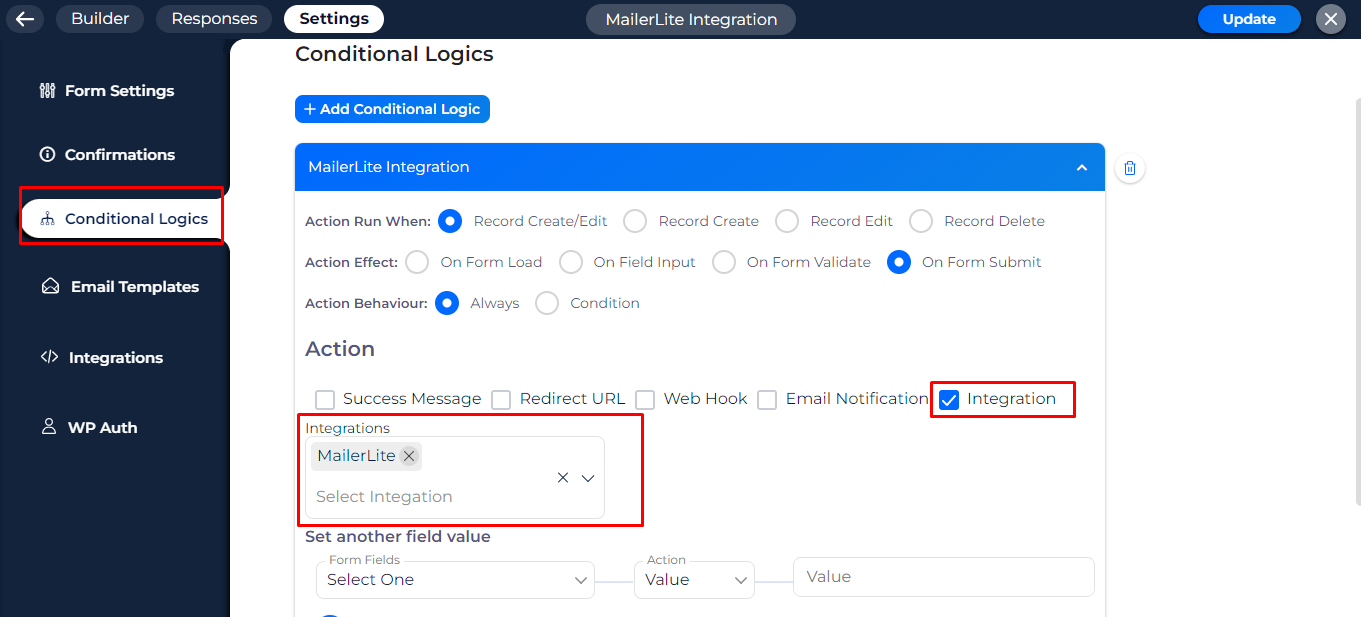 Builder Responses Settings MailerLite Integration Update
Conditional Logics
Form Settings
Confirmations
Conditional Logics
Email Templates
Integrations
WP Auth
+ Add Conditional Logic
MailerLite Integration
Action Run When: Record Create/Edit Record Create Record Edit Record Delete
Action Effect: On Form Load On Field Input On Form Validate On Form Submit
Action Behaviour: Always Condition
Action
Success Message Redirect URL Web Hook Email Notification Integration
Integrations
MailerLite
Select Integation
Set another field value
Form Fields Action
Select One Value Value